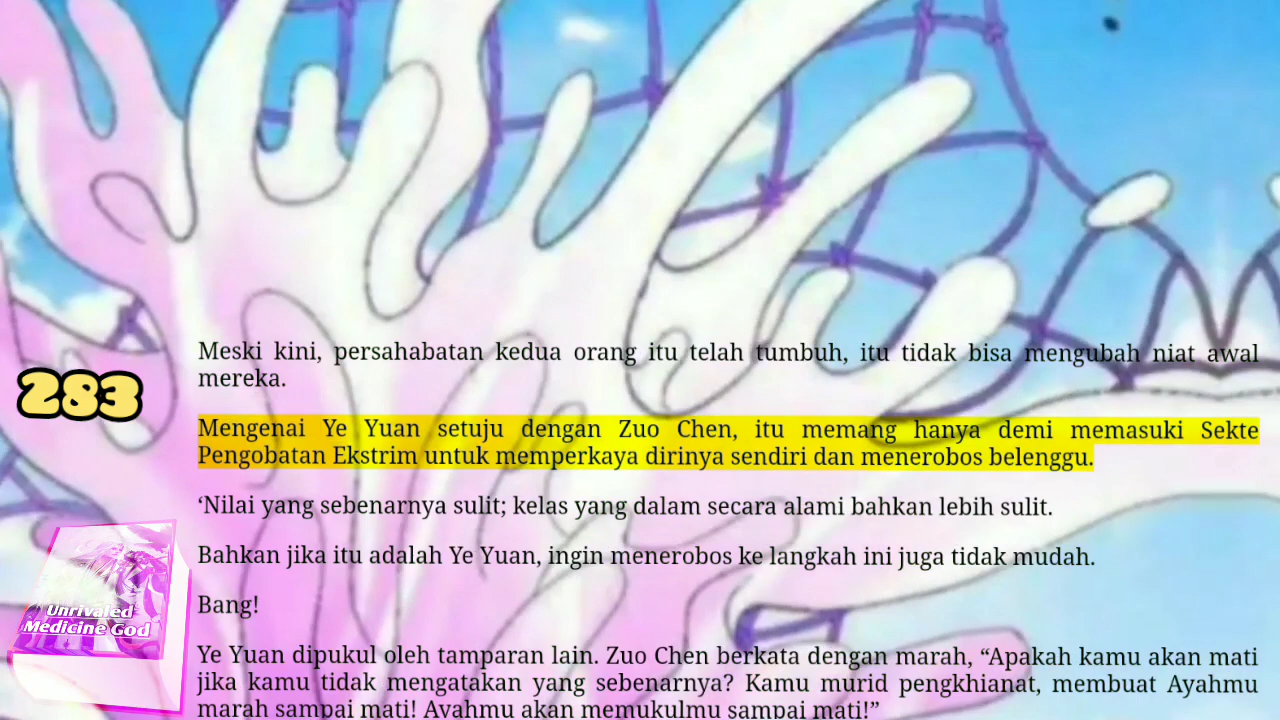 Meski kini, persahabatan kedua orang itu telah tumbuh, itu tidak bisa mengubah niat awal
mereka.
283
Mengenai Ye Yuan setuju dengan Zuo Chen, itu memang hanya demi memasuki Sekte
Pengobatan Ekstrim untuk memperkaya dirinya sendiri dan menerobos belenggu.
‘Nilai yang sebenarnya sulit; kelas yang dalam secara alami bahkan lebih sulit.
Bahkan jika itu adalah Ye Yuan, ingin menerobos ke langkah ini juga tidak mudah.
Bang!
Unrivaled
Medicine God
Ye Yuan dipukul oleh tamparan lain. Zuo Chen berkata dengan marah, “Apakah kamu akan mati
jika kamu tidak mengatakan yang sebenarnya? Kamu murid pengkhianat, membuat Ayahmu
marah sampai mati! Ayahmu akan memukulmu sampai mati!”